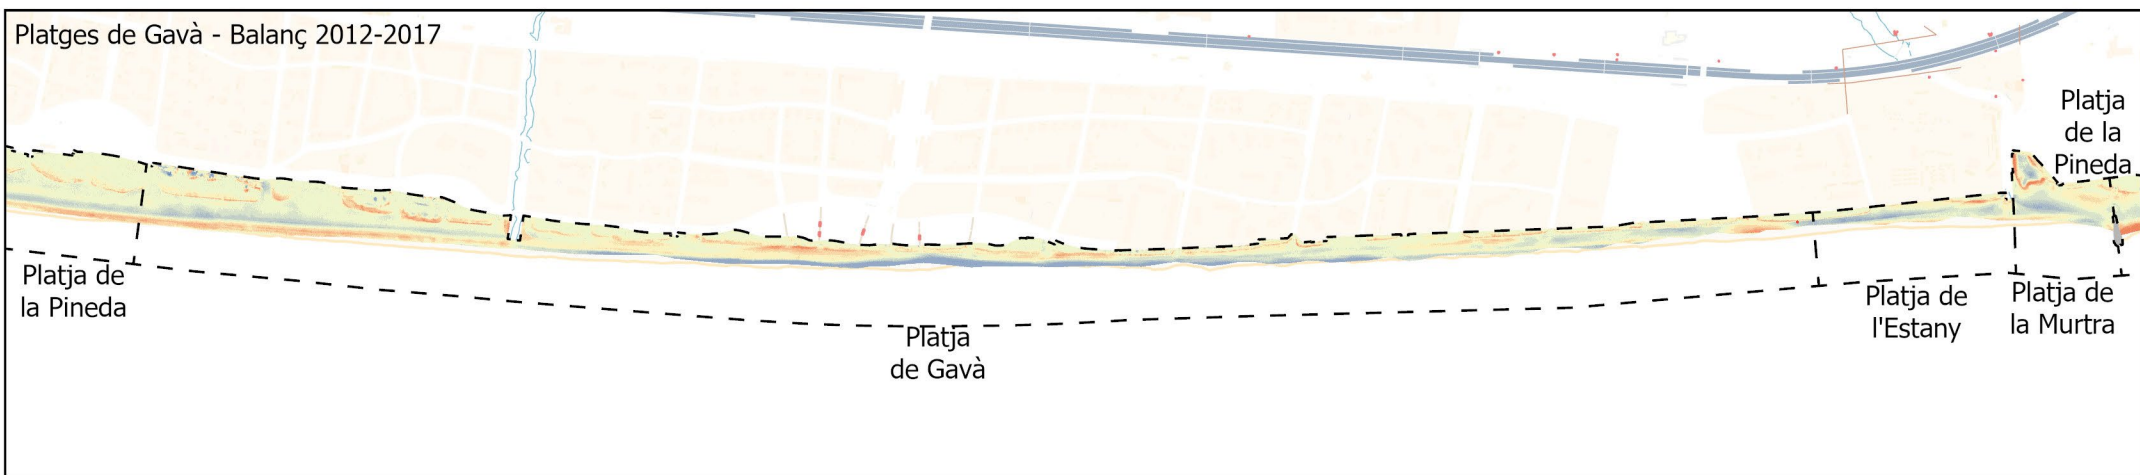 Platges de Gavà - Balanç 2012-2017
Platja
de la
Pineda
Platja de
la Pineda
Platja
de Gavà
Platja de
l'Estany
Platja de
la Murtra